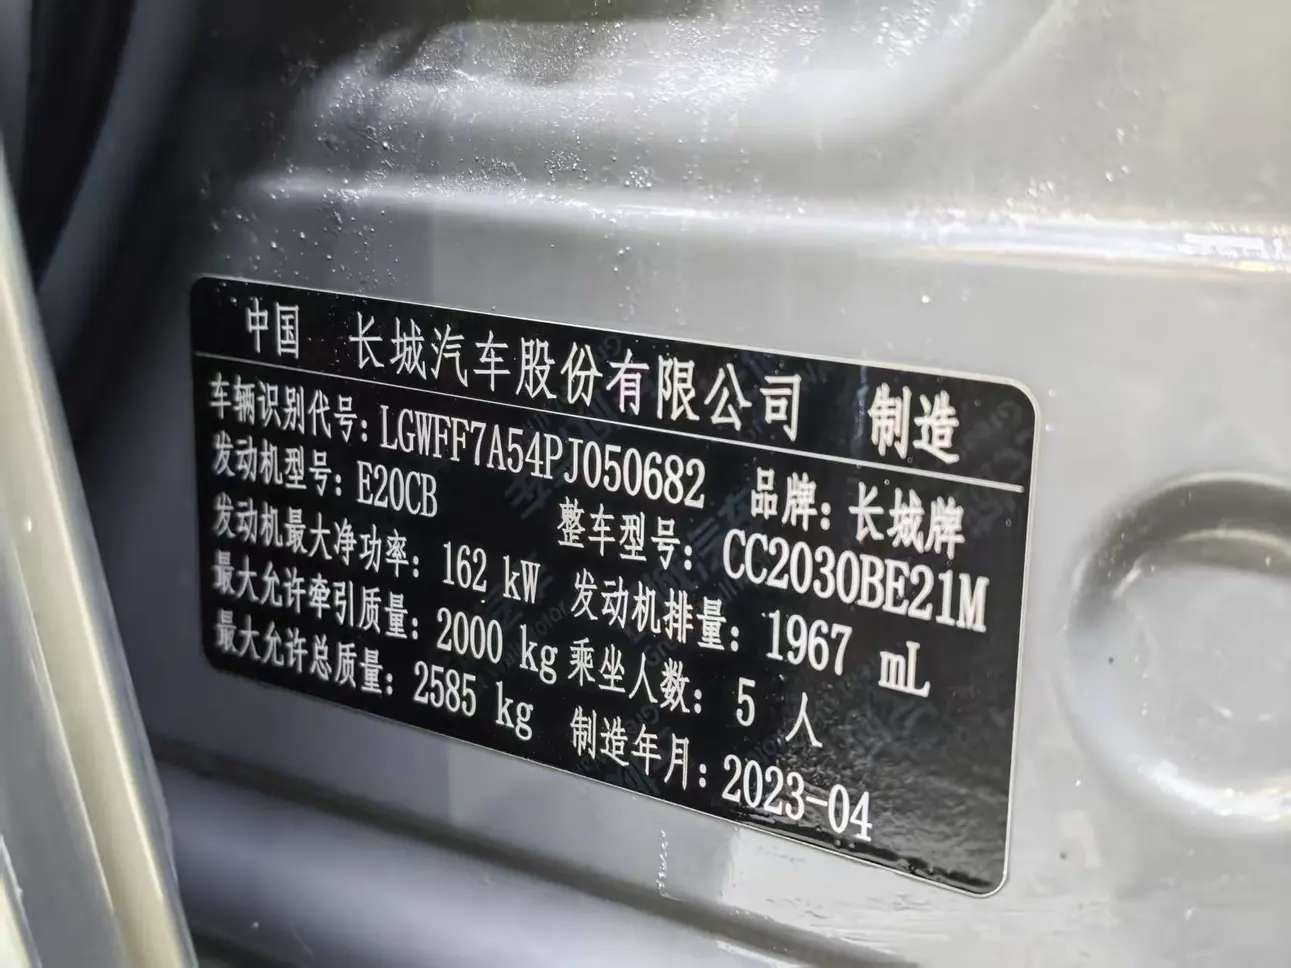 中国 长城汽车股份有限公司 制造
车辆识别代号：LGWFF7A54PJ050682 品牌：长城牌
发动机型号：E20CB 整车型号：CC2030BE21M
发动机最大净功率：162 kW 发动机排量：1967 mL
最大允许牵引质量：2000 kg 乘坐人数：5 人
最大允许总质量：2585 kg 制造年月：2023-04